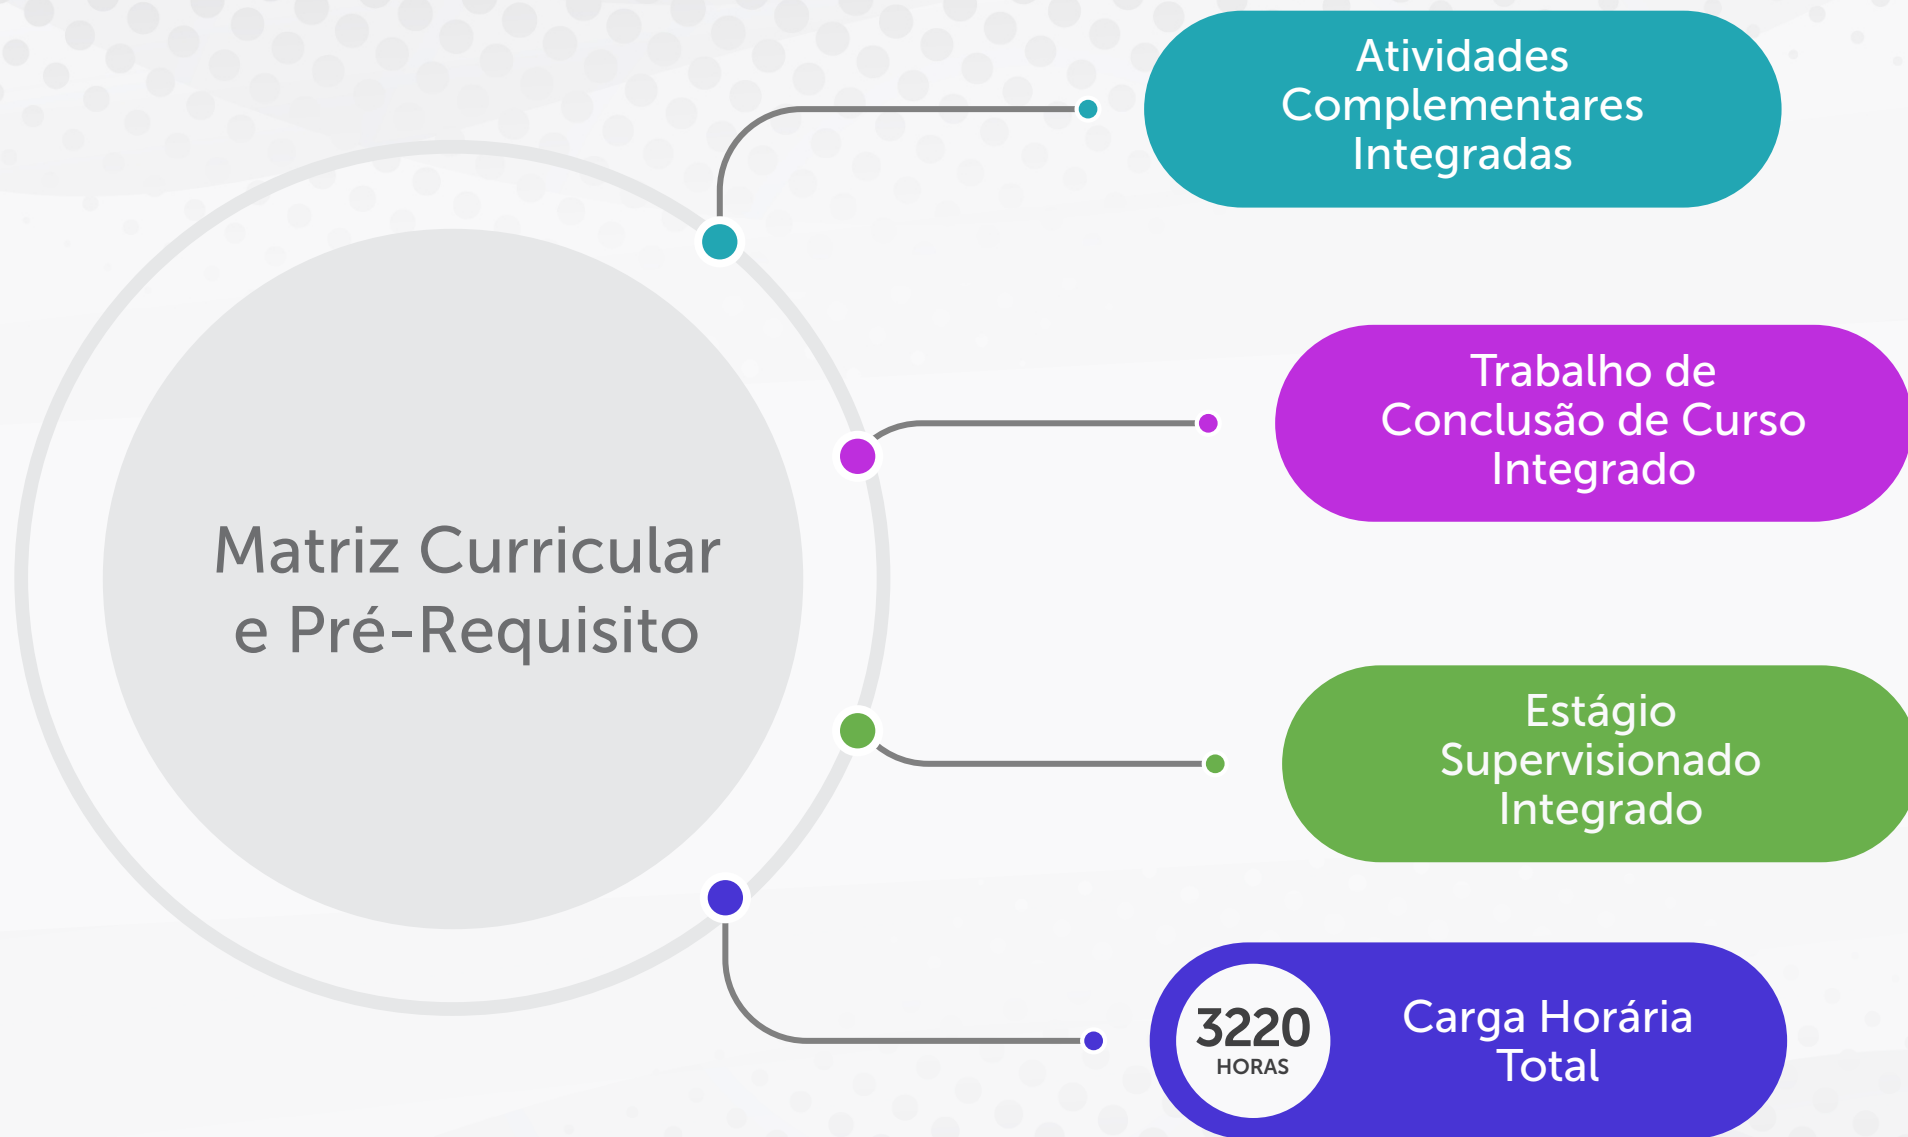 Atividades
Complementares
Integradas
Trabalho de
Conclusão de Curso
Integrado
Matriz Curricular
e Pré-Requisito
Estágio
Supervisionado
Integrado
3220
HORAS
Carga Horária
Total